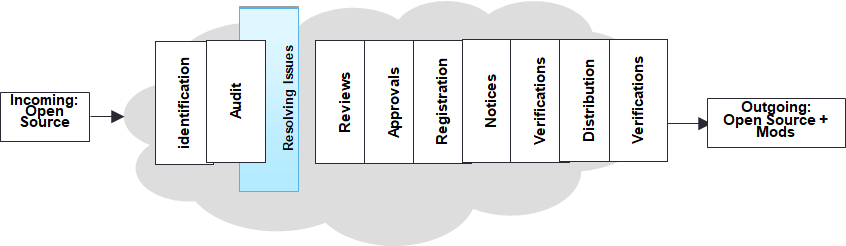 Incoming:
Open
Source
identification
Audit
Resolving Issues
Reviews
Approvals
Registration
Notices
Verifications
Distribution
Verifications
Outgoing:
Open Source +
Mods